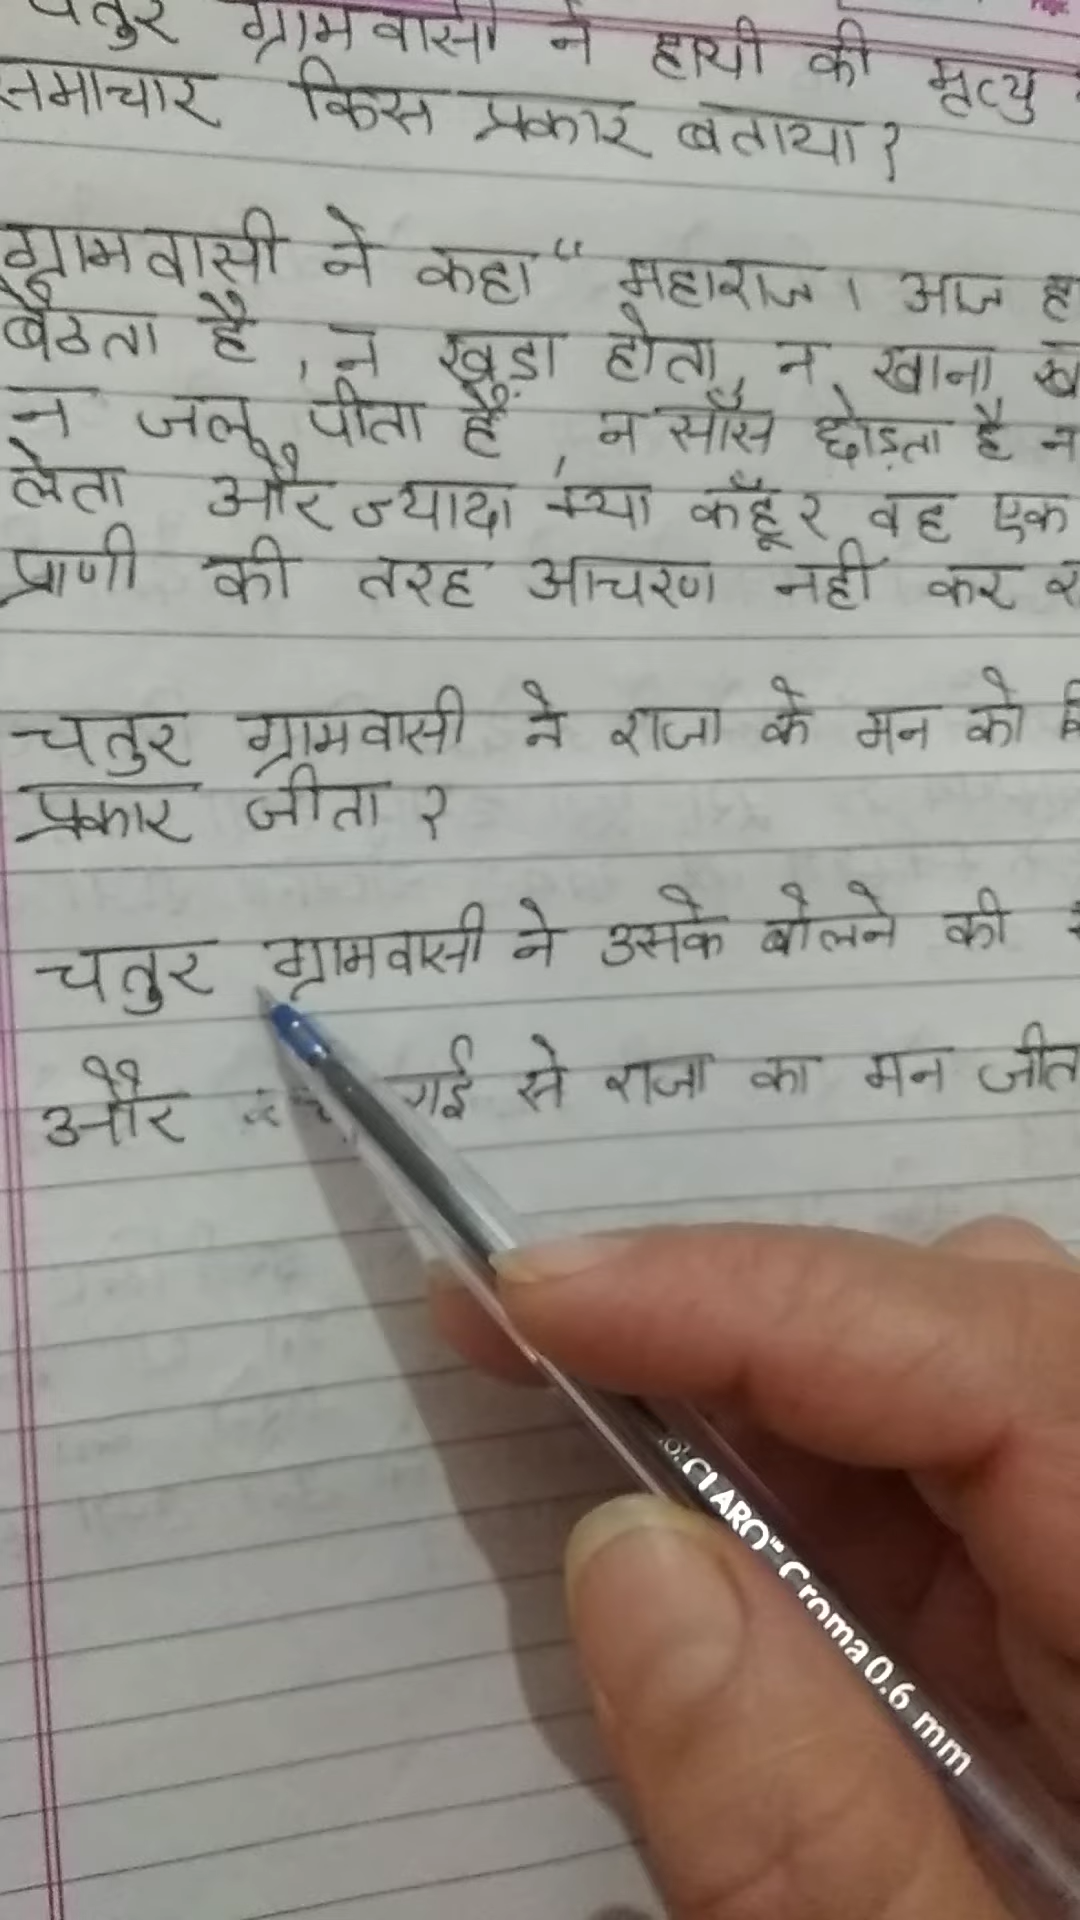 चतुर ग्रामवासी ने हाथी की मृत्यु
समाचार किस प्रकार बताया?
ग्रामवासी ने कहा “ महाराज। आज
बैठता है, न खड़ा होता, न खाना
न जल पीता है, न साँस छोड़ता है न
लेता और ज्यादा क्या कहूँ? वह एक
प्राणी की तरह आचरण नहीं कर
चतुर ग्रामवासी ने राजा के मन को
प्रकार जीता?
चतुर ग्रामवासी ने उसके बोलने की
और से राजा का मन जीत
CLARO™ Croma 0.6 mm